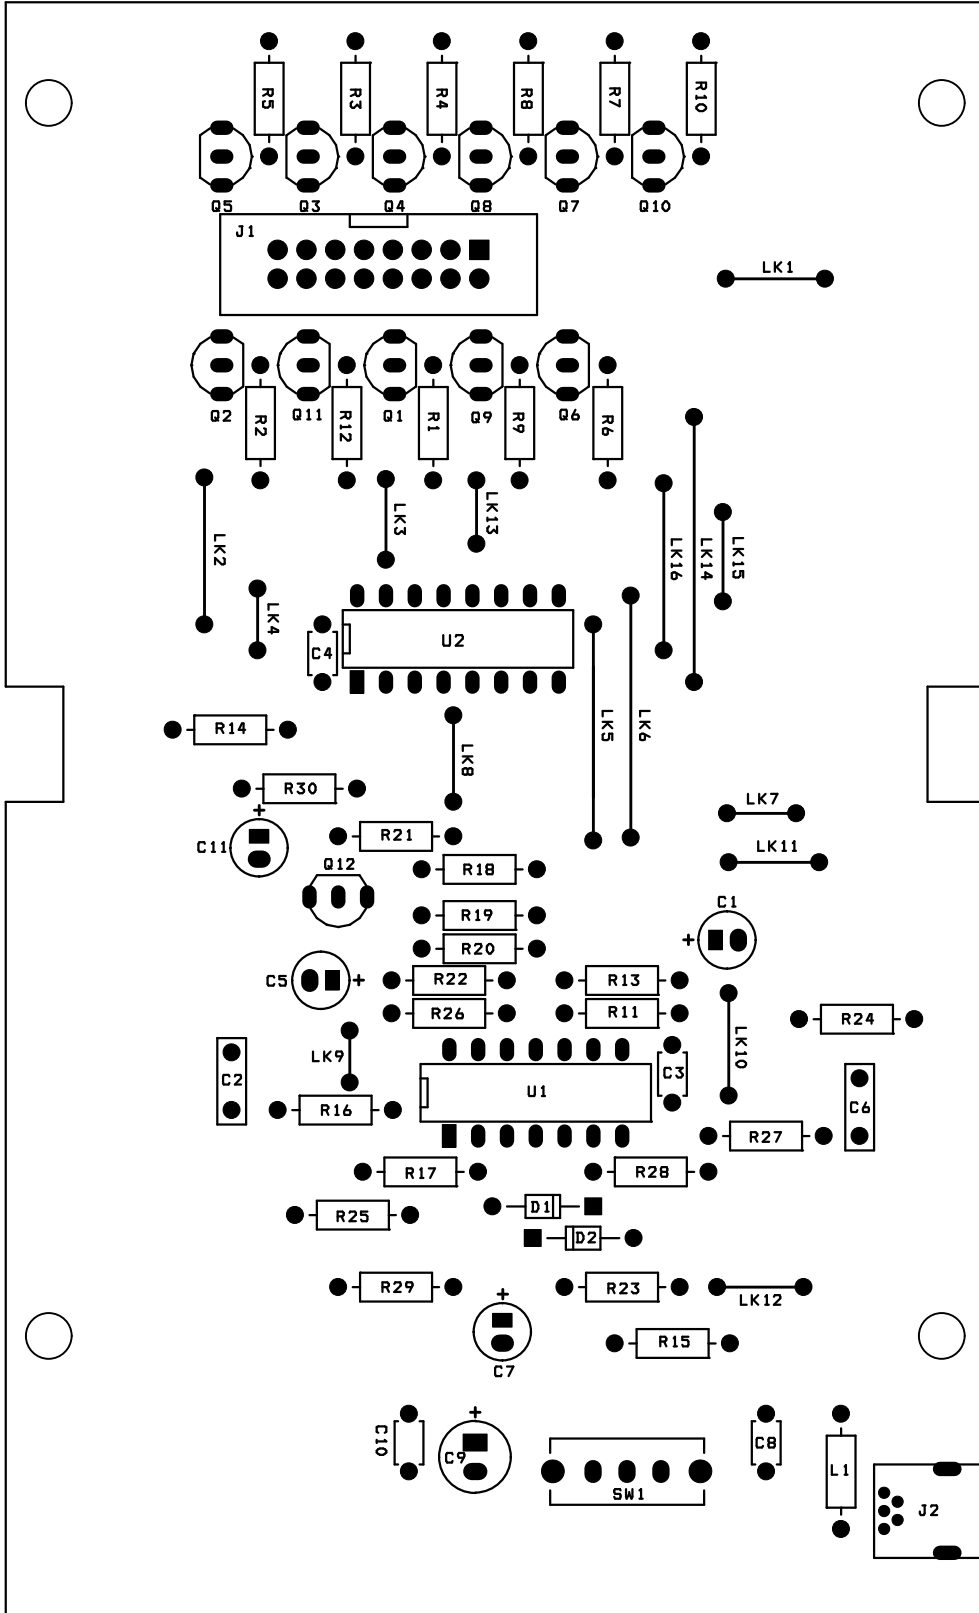 R5
R3
R4
R8
R7
R10
Q5
Q3
Q4
Q8
Q7
Q10
J1
LK1
Q2
R2
Q11
R12
Q1
R1
Q9
R9
Q6
R6
LK2
LK3
LK13
LK16
LK14
LK15
LK4
C4
U2
LK5
LK6
R14
LK8
R30
+
LK7
C11
R21
LK11
Q12
R18
C1
R19
+
R20
C5
+
R22
R13
R26
R11
R24
LK9
LK10
C2
C3
U1
C6
R16
R27
R17
R28
D1
R25
D2
R29
+
R23
LK12
R15
C7
+
C10
C9
C8
SW1
L1
J2